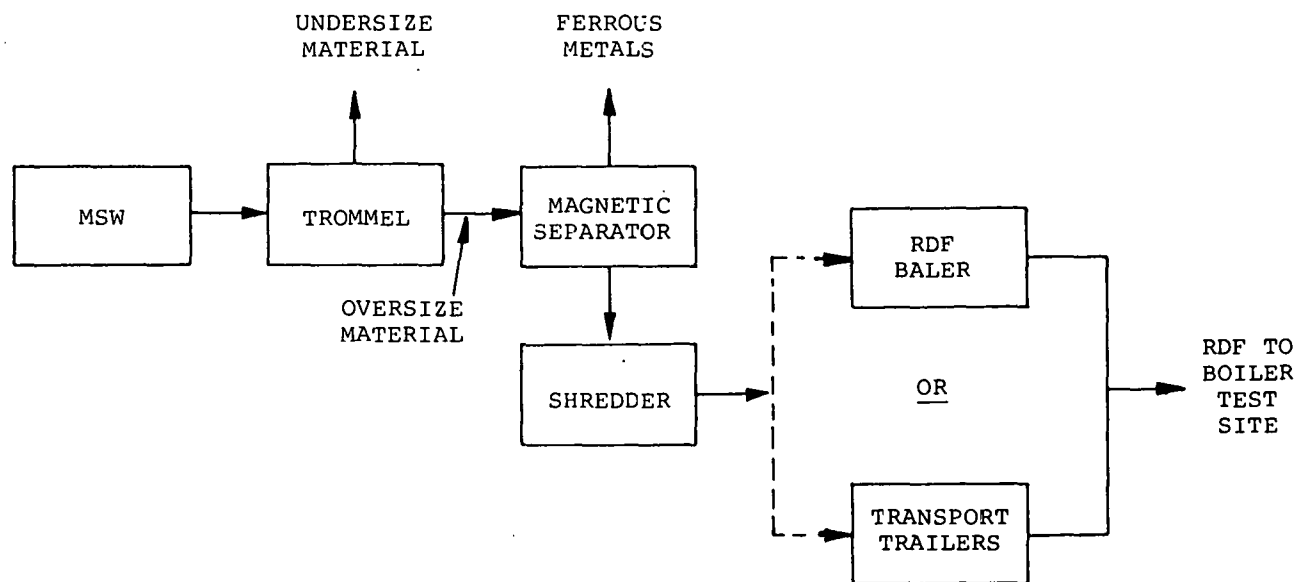 UNDERSIZE
MATERIAL
FERROUS
METALS
MSW
TROMMEL
MAGNETIC
SEPARATOR
OVERSIZE
MATERIAL
SHREDDER
RDF
BALER
OR
TRANSPORT
TRAILERS
RDF TO
BOILER
TEST
SITE